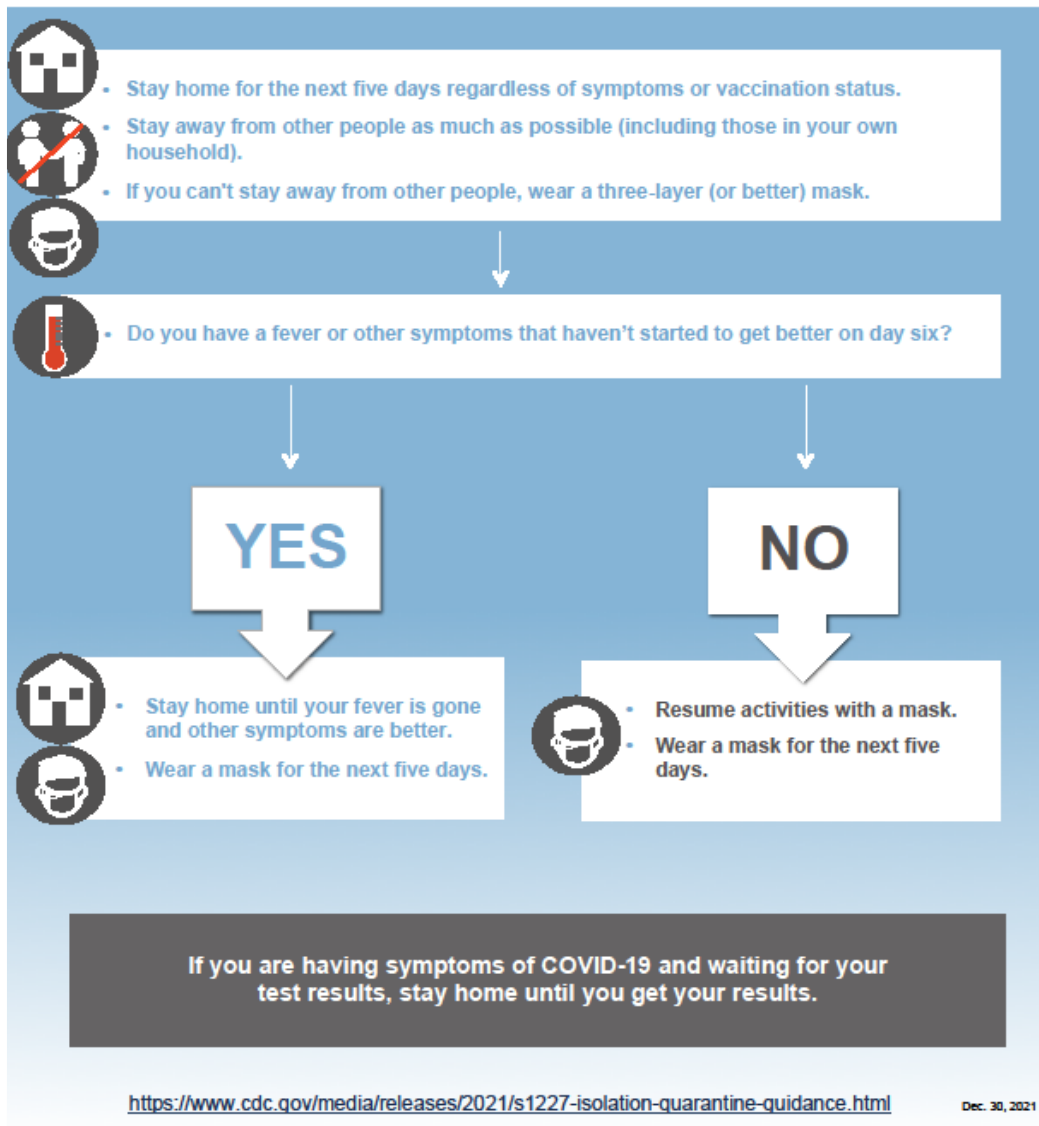 • Stay home for the next five days regardless of symptoms or vaccination status.
• Stay away from other people as much as possible (including those in your own
household).
• If you can't stay away from other people, wear a three-layer (or better) mask.
• Do you have a fever or other symptoms that haven't started to get better on day six?
YES
NO
• Stay home until your fever is gone
and other symptoms are better.
• Wear a mask for the next five days.
• Resume activities with a mask.
• Wear a mask for the next five
days.
If you are having symptoms of COVID-19 and waiting for your
test results, stay home until you get your results.
https://www.cdc.gov/media/releases/2021/s1227-isolation-quarantine-guidance.html
Dec. 30, 2021